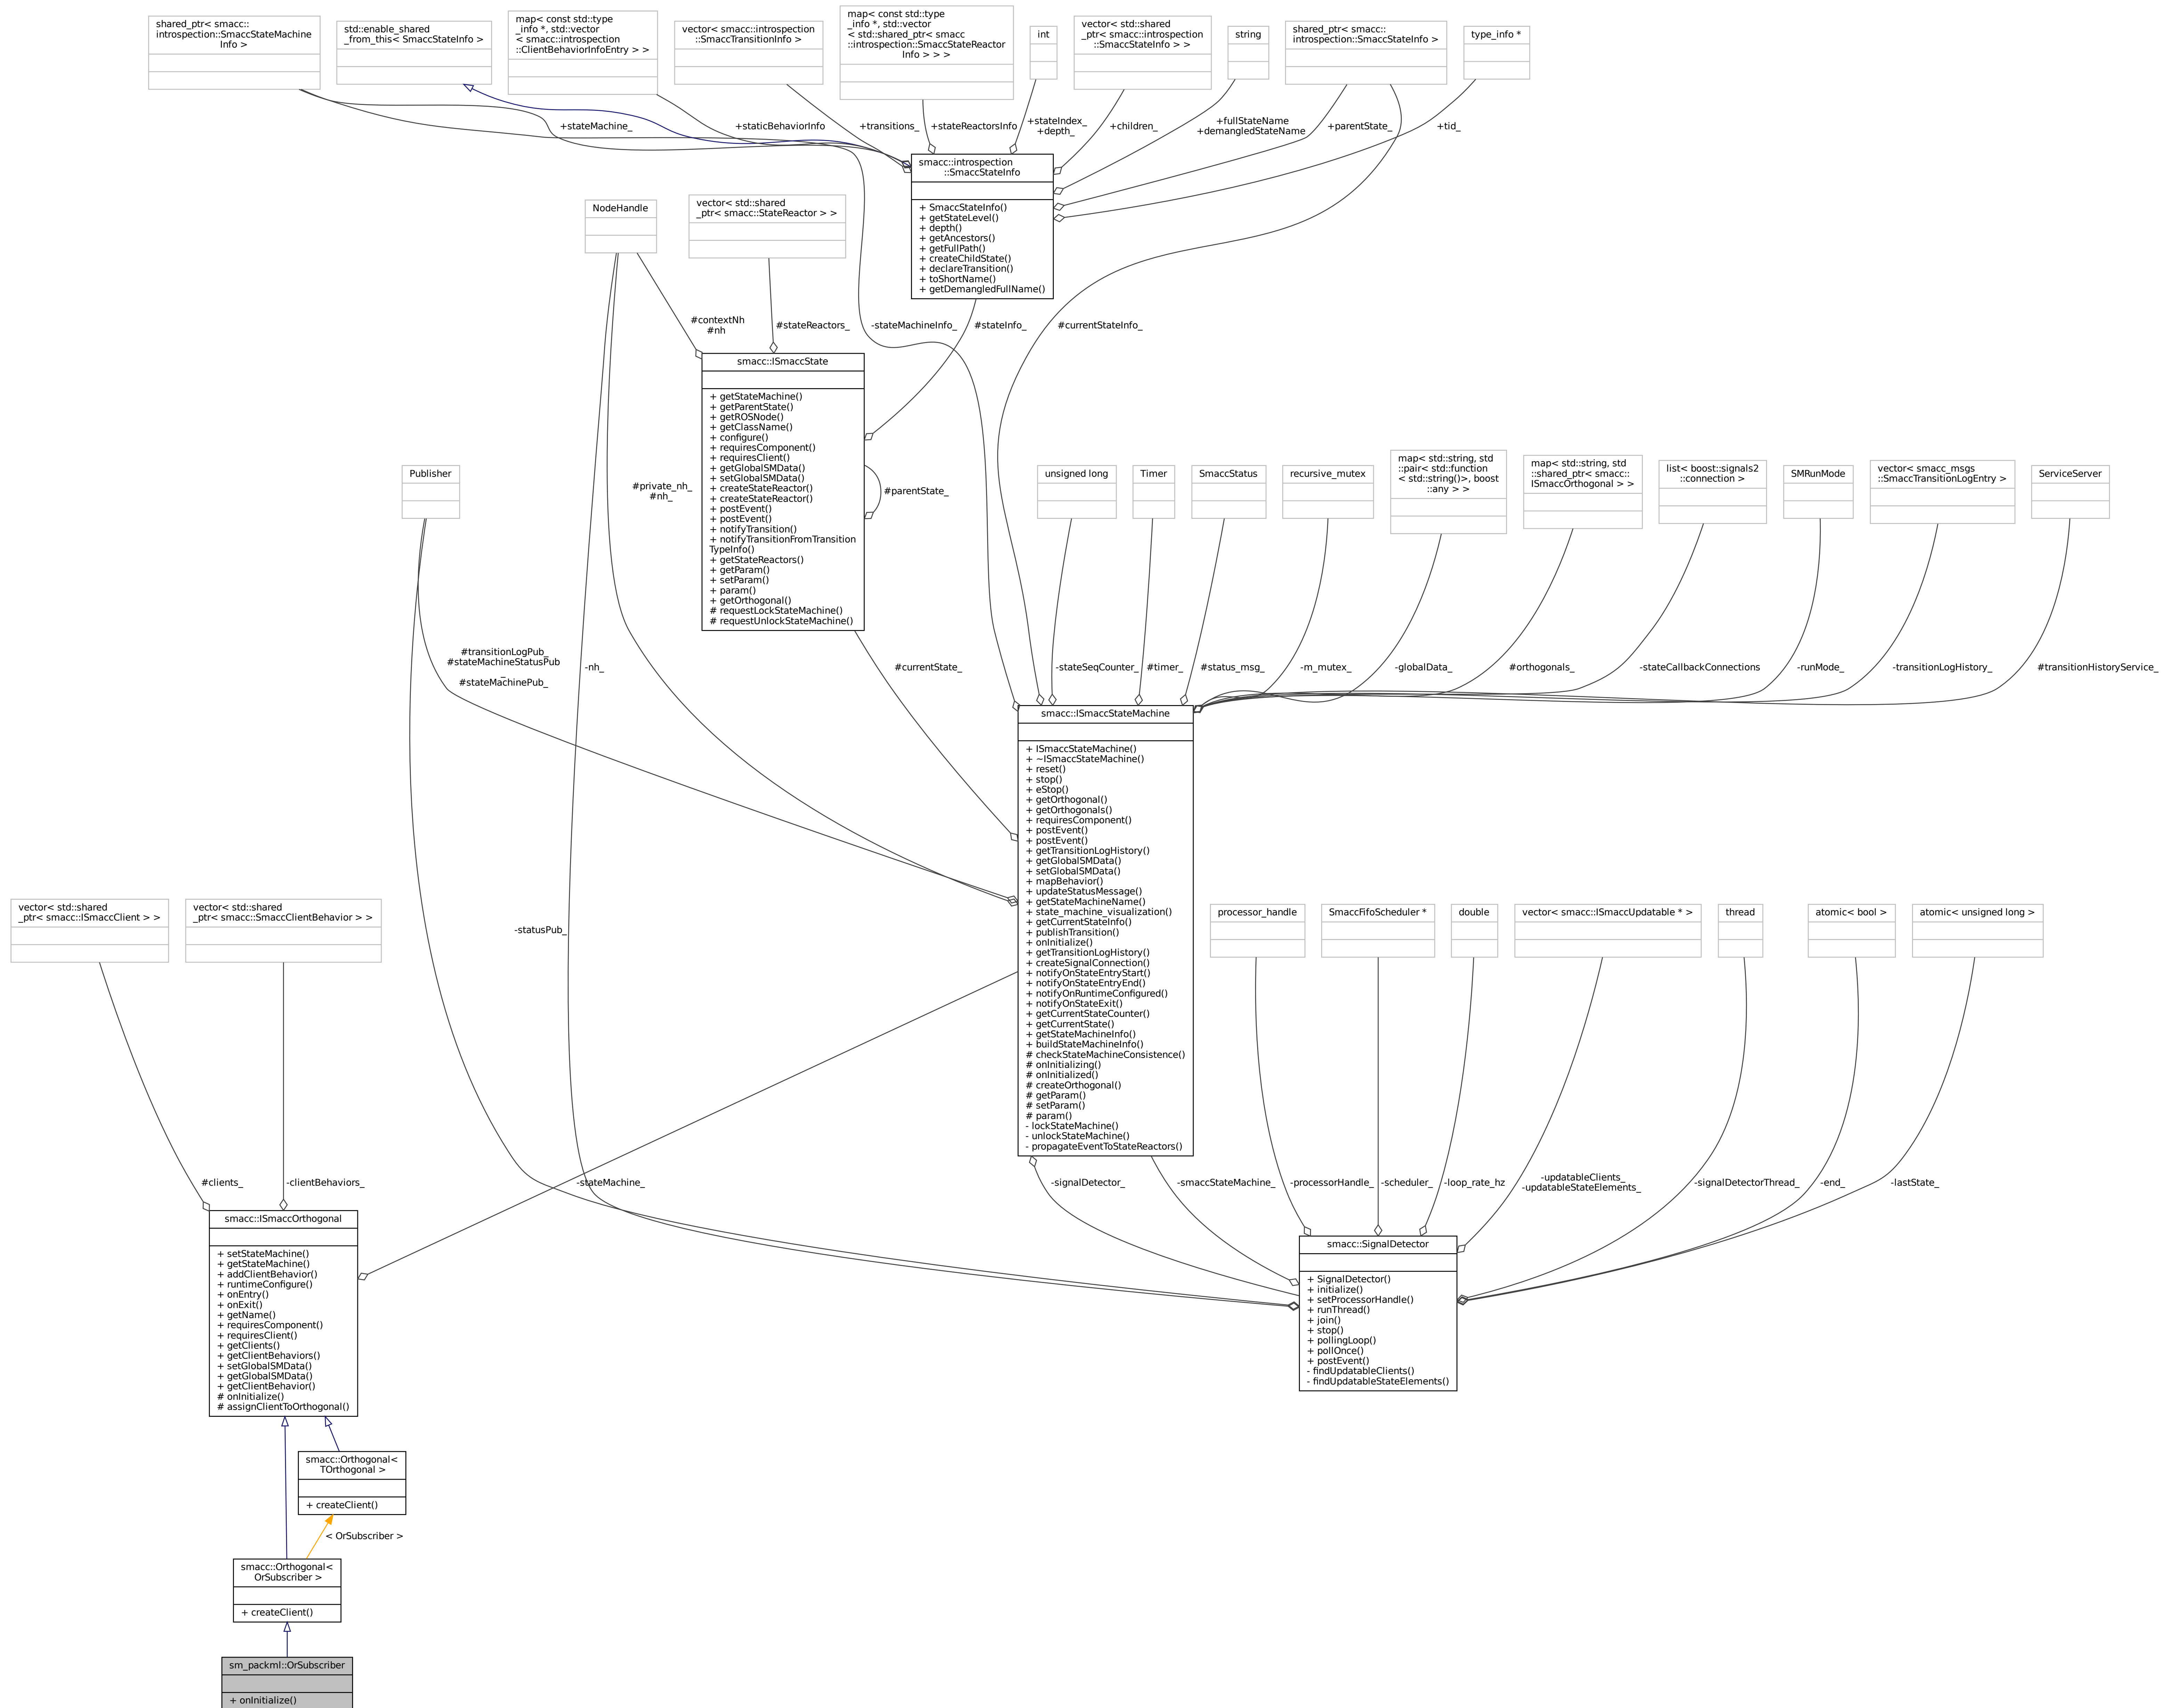 shared_ptr< smacc::
introspection::SmaccStateMachine
Info >
std::enable_shared
_from_this< SmaccStateInfo >
map< const std::type
_info *, std::vector
< smacc::introspection
::ClientBehaviorInfoEntry > >
vector< smacc::introspection
::SmaccTransitionInfo >
map< const std::type
_info *, std::vector
< std::shared_ptr< smacc
::introspection::SmaccStateReactor
Info > > >
int
vector< std::shared
_ptr< smacc::introspection
::SmaccStateInfo > >
string
shared_ptr< smacc::
introspection::SmaccStateInfo >
type_info *
+stateMachine_
+staticBehaviorInfo
+transitions_
+stateReactorsInfo
+stateIndex_
+depth_
+children_
+fullStateName
+demangledStateName
+parentState_
+tid_
smacc::introspection
::SmaccStateInfo
+ SmaccStateInfo()
+ getStateLevel()
+ depth()
+ getAncestors()
+ getFullPath()
+ createChildState()
+ declareTransition()
+ toShortName()
+ getDemangledFullName()
NodeHandle
vector< std::shared
_ptr< smacc::StateReactor > >
#contextNh
#nh
#stateReactors_
-stateMachineInfo_
#stateInfo_
#currentStateInfo_
smacc::ISmaccState
+ getStateMachine()
+ getParentState()
+ getROSNode()
+ getClassName()
+ configure()
+ requiresComponent()
+ requiresClient()
+ getGlobalSMData()
+ setGlobalSMData()
+ createStateReactor()
+ createStateReactor()
+ postEvent()
+ postEvent()
+ notifyTransition()
+ notifyTransitionFromTransition
TypeInfo()
+ getStateReactors()
+ getParam()
+ setParam()
+ param()
+ getOrthogonal()
# requestLockStateMachine()
# requestUnlockStateMachine()
#parentState_
Publisher
#private_nh_
#nh_
unsigned long
Timer
SmaccStatus
recursive_mutex
map< std::string, std
::pair< std::function
< std::string()>, boost
::any > >
map< std::string, std
::shared_ptr< smacc::
ISmaccOrthogonal > >
list< boost::signals2
::connection >
SMRunMode
vector< smacc_msgs
::SmaccTransitionLogEntry >
ServiceServer
#transitionLogPub_
#stateMachineStatusPub
_
#stateMachinePub_
-nh_
#currentState_
-stateSeqCounter_
#timer_
#status_msg_
-m_mutex_
-globalData_
#orthogonals_
-stateCallbackConnections
-runMode_
-transitionLogHistory_
#transitionHistoryService_
smacc::ISmaccStateMachine
+ ISmaccStateMachine()
+ ~ISmaccStateMachine()
+ reset()
+ stop()
+ eStop()
+ getOrthogonal()
+ getOrthogonals()
+ requiresComponent()
+ postEvent()
+ postEvent()
+ getTransitionLogHistory()
+ getGlobalSMData()
+ setGlobalSMData()
+ mapBehavior()
+ updateStatusMessage()
+ getStateMachineName()
+ state_machine_visualization()
+ getCurrentStateInfo()
+ publishTransition()
+ onInitialize()
+ getTransitionLogHistory()
+ createSignalConnection()
+ notifyOnStateEntryStart()
+ notifyOnStateEntryEnd()
+ notifyOnRuntimeConfigured()
+ notifyOnStateExit()
+ getCurrentStateCounter()
+ getCurrentState()
+ getStateMachineInfo()
+ buildStateMachineInfo()
# checkStateMachineConsistence()
# onInitializing()
# onInitialized()
# createOrthogonal()
# getParam()
# setParam()
# param()
- lockStateMachine()
- unlockStateMachine()
- propagateEventToStateReactors()
vector< std::shared
_ptr< smacc::ISmaccClient > >
vector< std::shared
_ptr< smacc::SmaccClientBehavior > >
-statusPub_
processor_handle
SmaccFifoScheduler *
double
vector< smacc::ISmaccUpdatable * >
thread
atomic< bool >
atomic< unsigned long >
#clients_
-clientBehaviors_
-stateMachine_
-signalDetector_
-smaccStateMachine_
-processorHandle_
-scheduler_
-loop_rate_hz
-updatableClients_
-updatableStateElements_
-signalDetectorThread_
-end_
-lastState_
smacc::ISmaccOrthogonal
+ setStateMachine()
+ getStateMachine()
+ addClientBehavior()
+ runtimeConfigure()
+ onEntry()
+ onExit()
+ getName()
+ requiresComponent()
+ requiresClient()
+ getClients()
+ getClientBehaviors()
+ setGlobalSMData()
+ getGlobalSMData()
+ getClientBehavior()
# onInitialize()
# assignClientToOrthogonal()
smacc::SignalDetector
+ SignalDetector()
+ initialize()
+ setProcessorHandle()
+ runThread()
+ join()
+ stop()
+ pollingLoop()
+ pollOnce()
+ postEvent()
- findUpdatableClients()
- findUpdatableStateElements()
smacc::Orthogonal<
TOrthogonal >
+ createClient()
< OrSubscriber >
smacc::Orthogonal<
OrSubscriber >
+ createClient()
sm_packml::OrSubscriber
+ onInitialize()